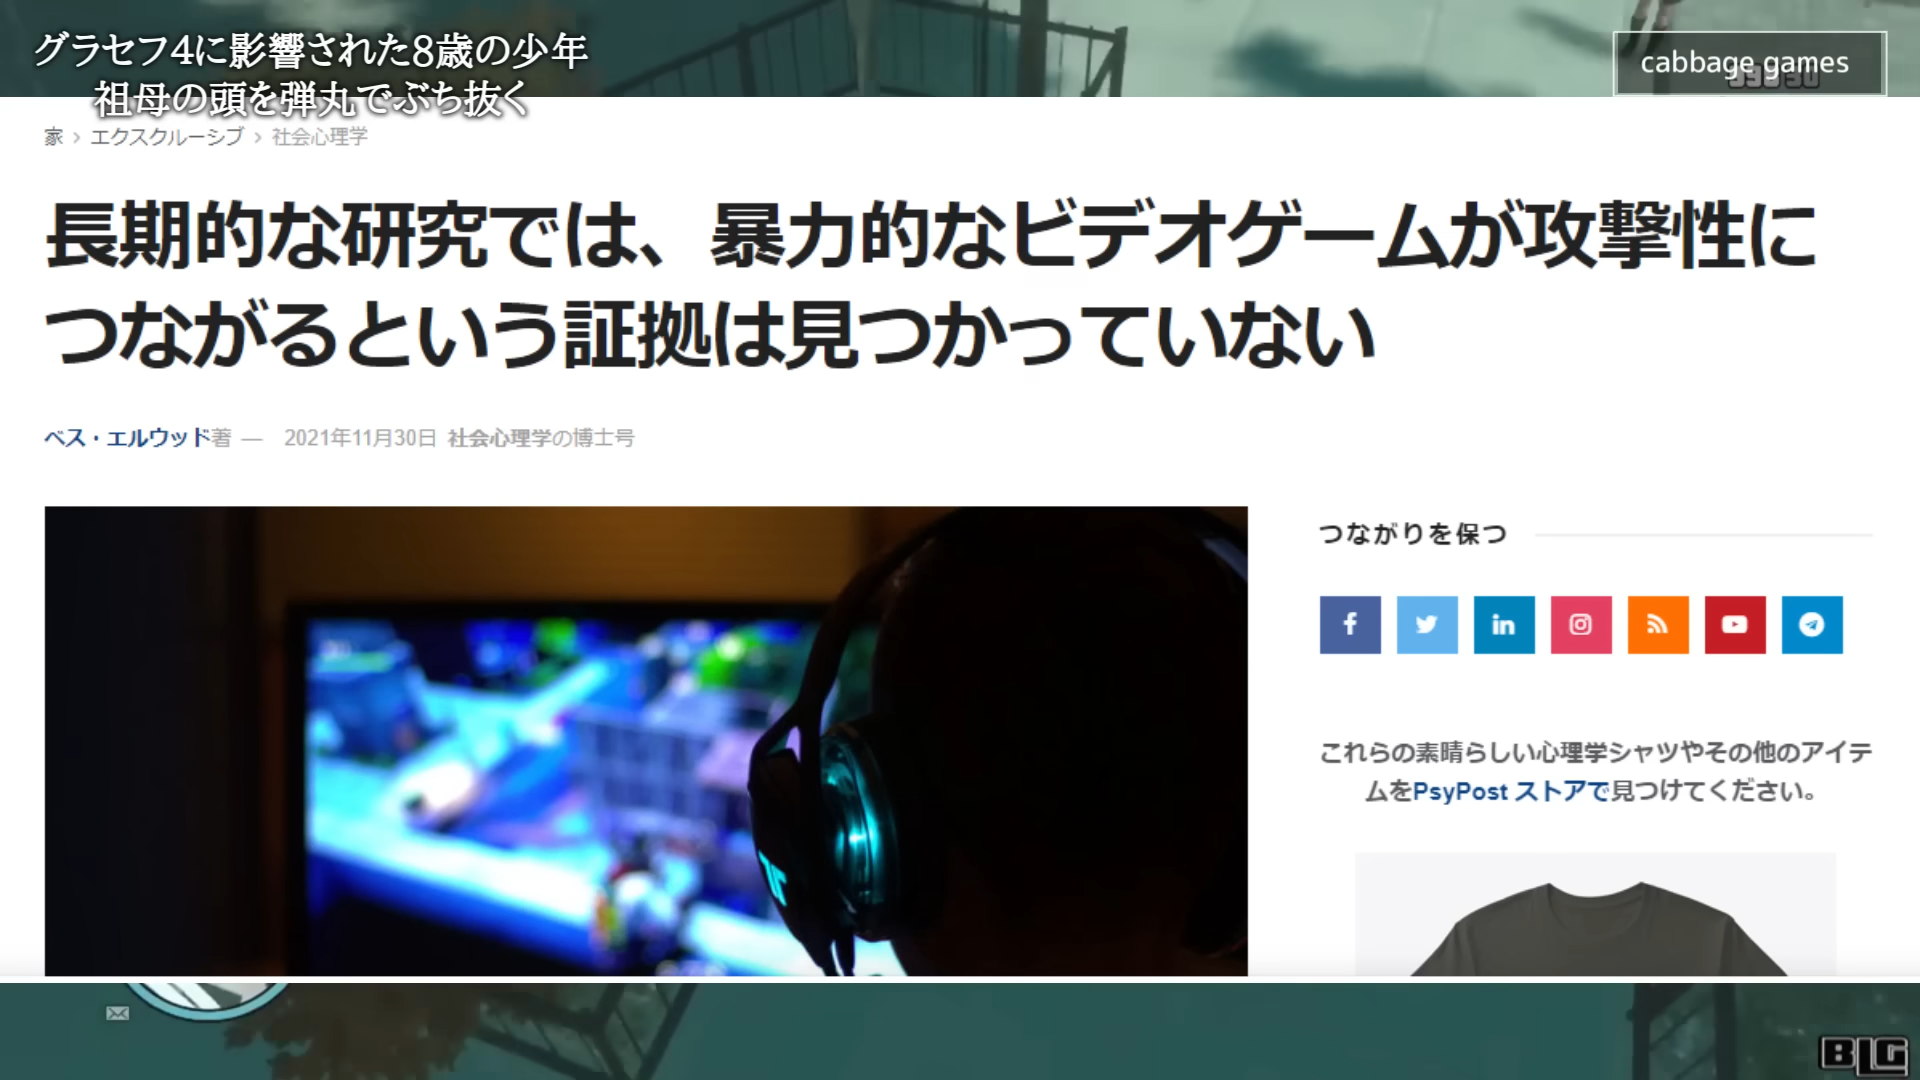 グラセフ4に影響された8歳の少年
祖母の頭を弾丸でぶち抜く
cabbage games
家 > エクスクルーシブ > 社会心理学
長期的な研究では、暴力的なビデオゲームが攻撃性に
つながるという証拠は見つかっていない
ベス・エルウッド著 — 2021年11月30日 社会心理学の博士号
つながりを保つ
これらの素晴らしい心理学シャツやその他のアイテ
ムをPsyPost ストアで見つけてください。
BLG